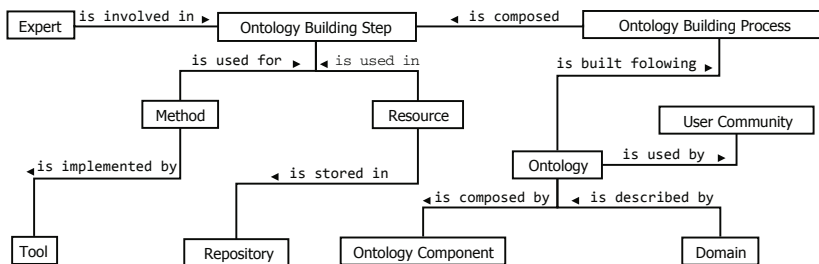 Expert
is involved in
Ontology Building Step
is composed
Ontology Building Process
is used for
is used in
is built folowing
Method
Resource
User Community
is implemented by
is stored in
Ontology
is used by
is composed by
is described by
Tool
Repository
Ontology Component
Domain